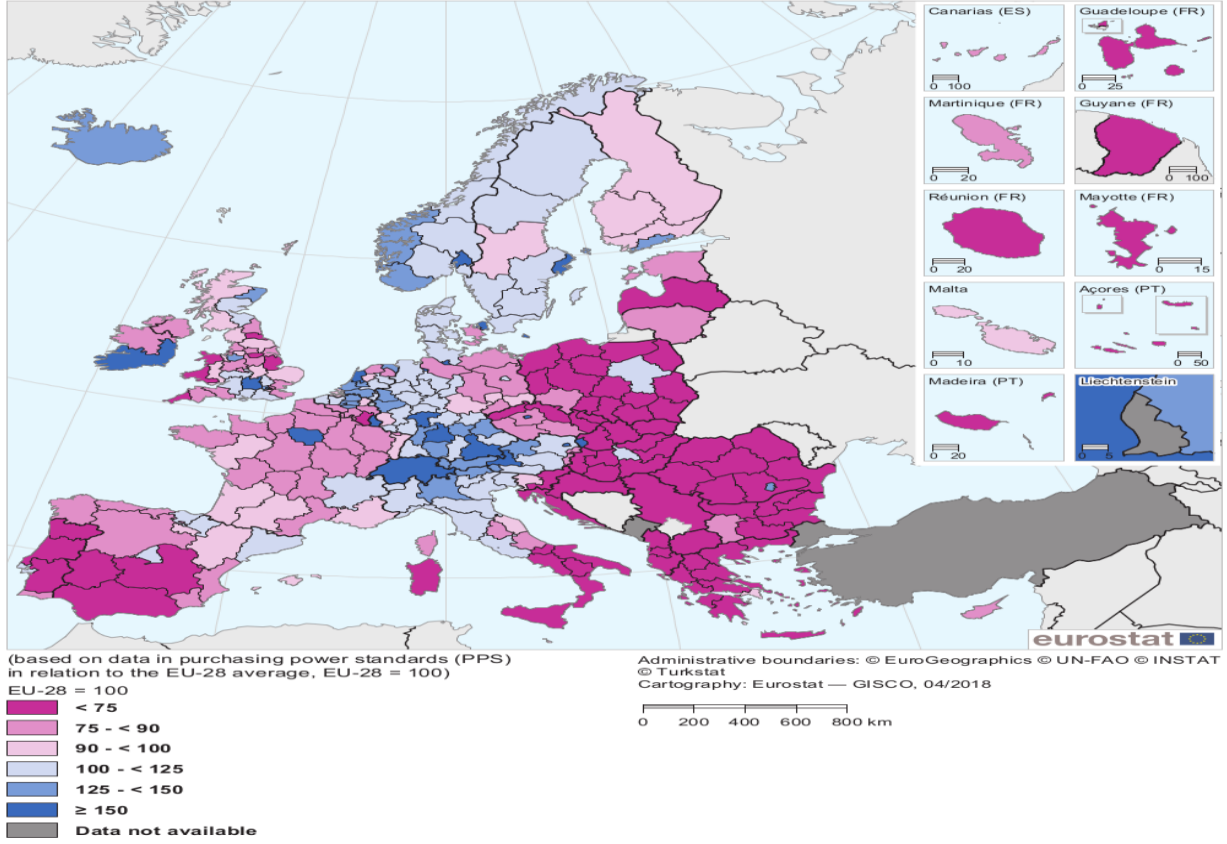 Canarias (ES)
0 100
Guadeloupe (FR)
0 25
Martinique (FR)
0 20
Guyane (FR)
0 100
Réunion (FR)
0 20
Mayotte (FR)
0 15
Malta
0 10
Açores (PT)
0 50
Madeira (PT)
0 20
Liechtenstein
0 5
eurostat
(based on data in purchasing power standards (PPS)
in relation to the EU-28 average, EU-28 = 100)
EU-28 = 100
< 75
75 - < 90
90 - < 100
100 - < 125
125 - < 150
≥ 150
Data not available
Administrative boundaries: © EuroGeographics © UN-FAO © INSTAT
© Turkstat
Cartography: Eurostat — GISCO, 04/2018
0 200 400 600 800 km